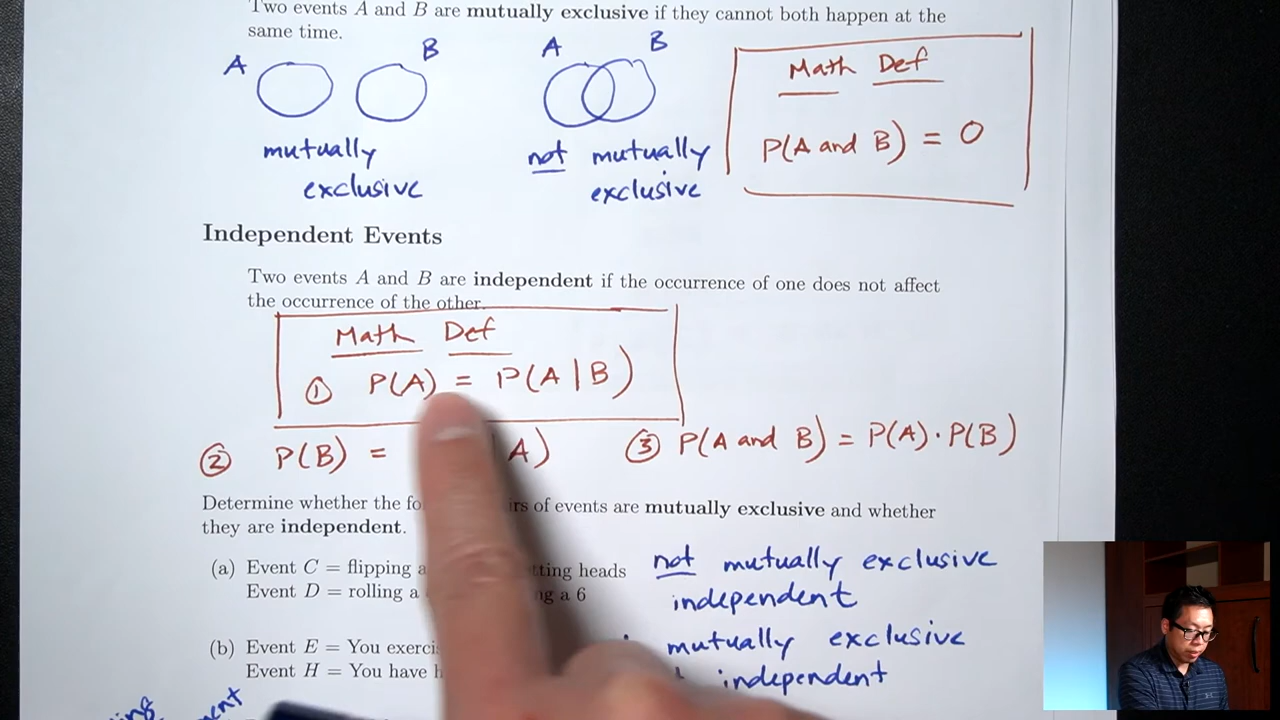 Two events A and B are mutually exclusive if they cannot both happen at the
same time.
A B
A B
mutually
exclusive
not mutually
exclusive
Math Def
P(A and B) = 0
Independent Events
Two events A and B are independent if the occurrence of one does not affect
the occurrence of the other
Math Def
① P(A) = P(A | B)
② P(B) = A)
③ P(A and B) = P(A) · P(B)
Determine whether the of events are mutually exclusive and whether
they are independent.
(a) Event C = flipping a heads
Event D = rolling a a 6
not mutually exclusive
independent
(b) Event E = You
Event H = You have
mutually exclusive
independent